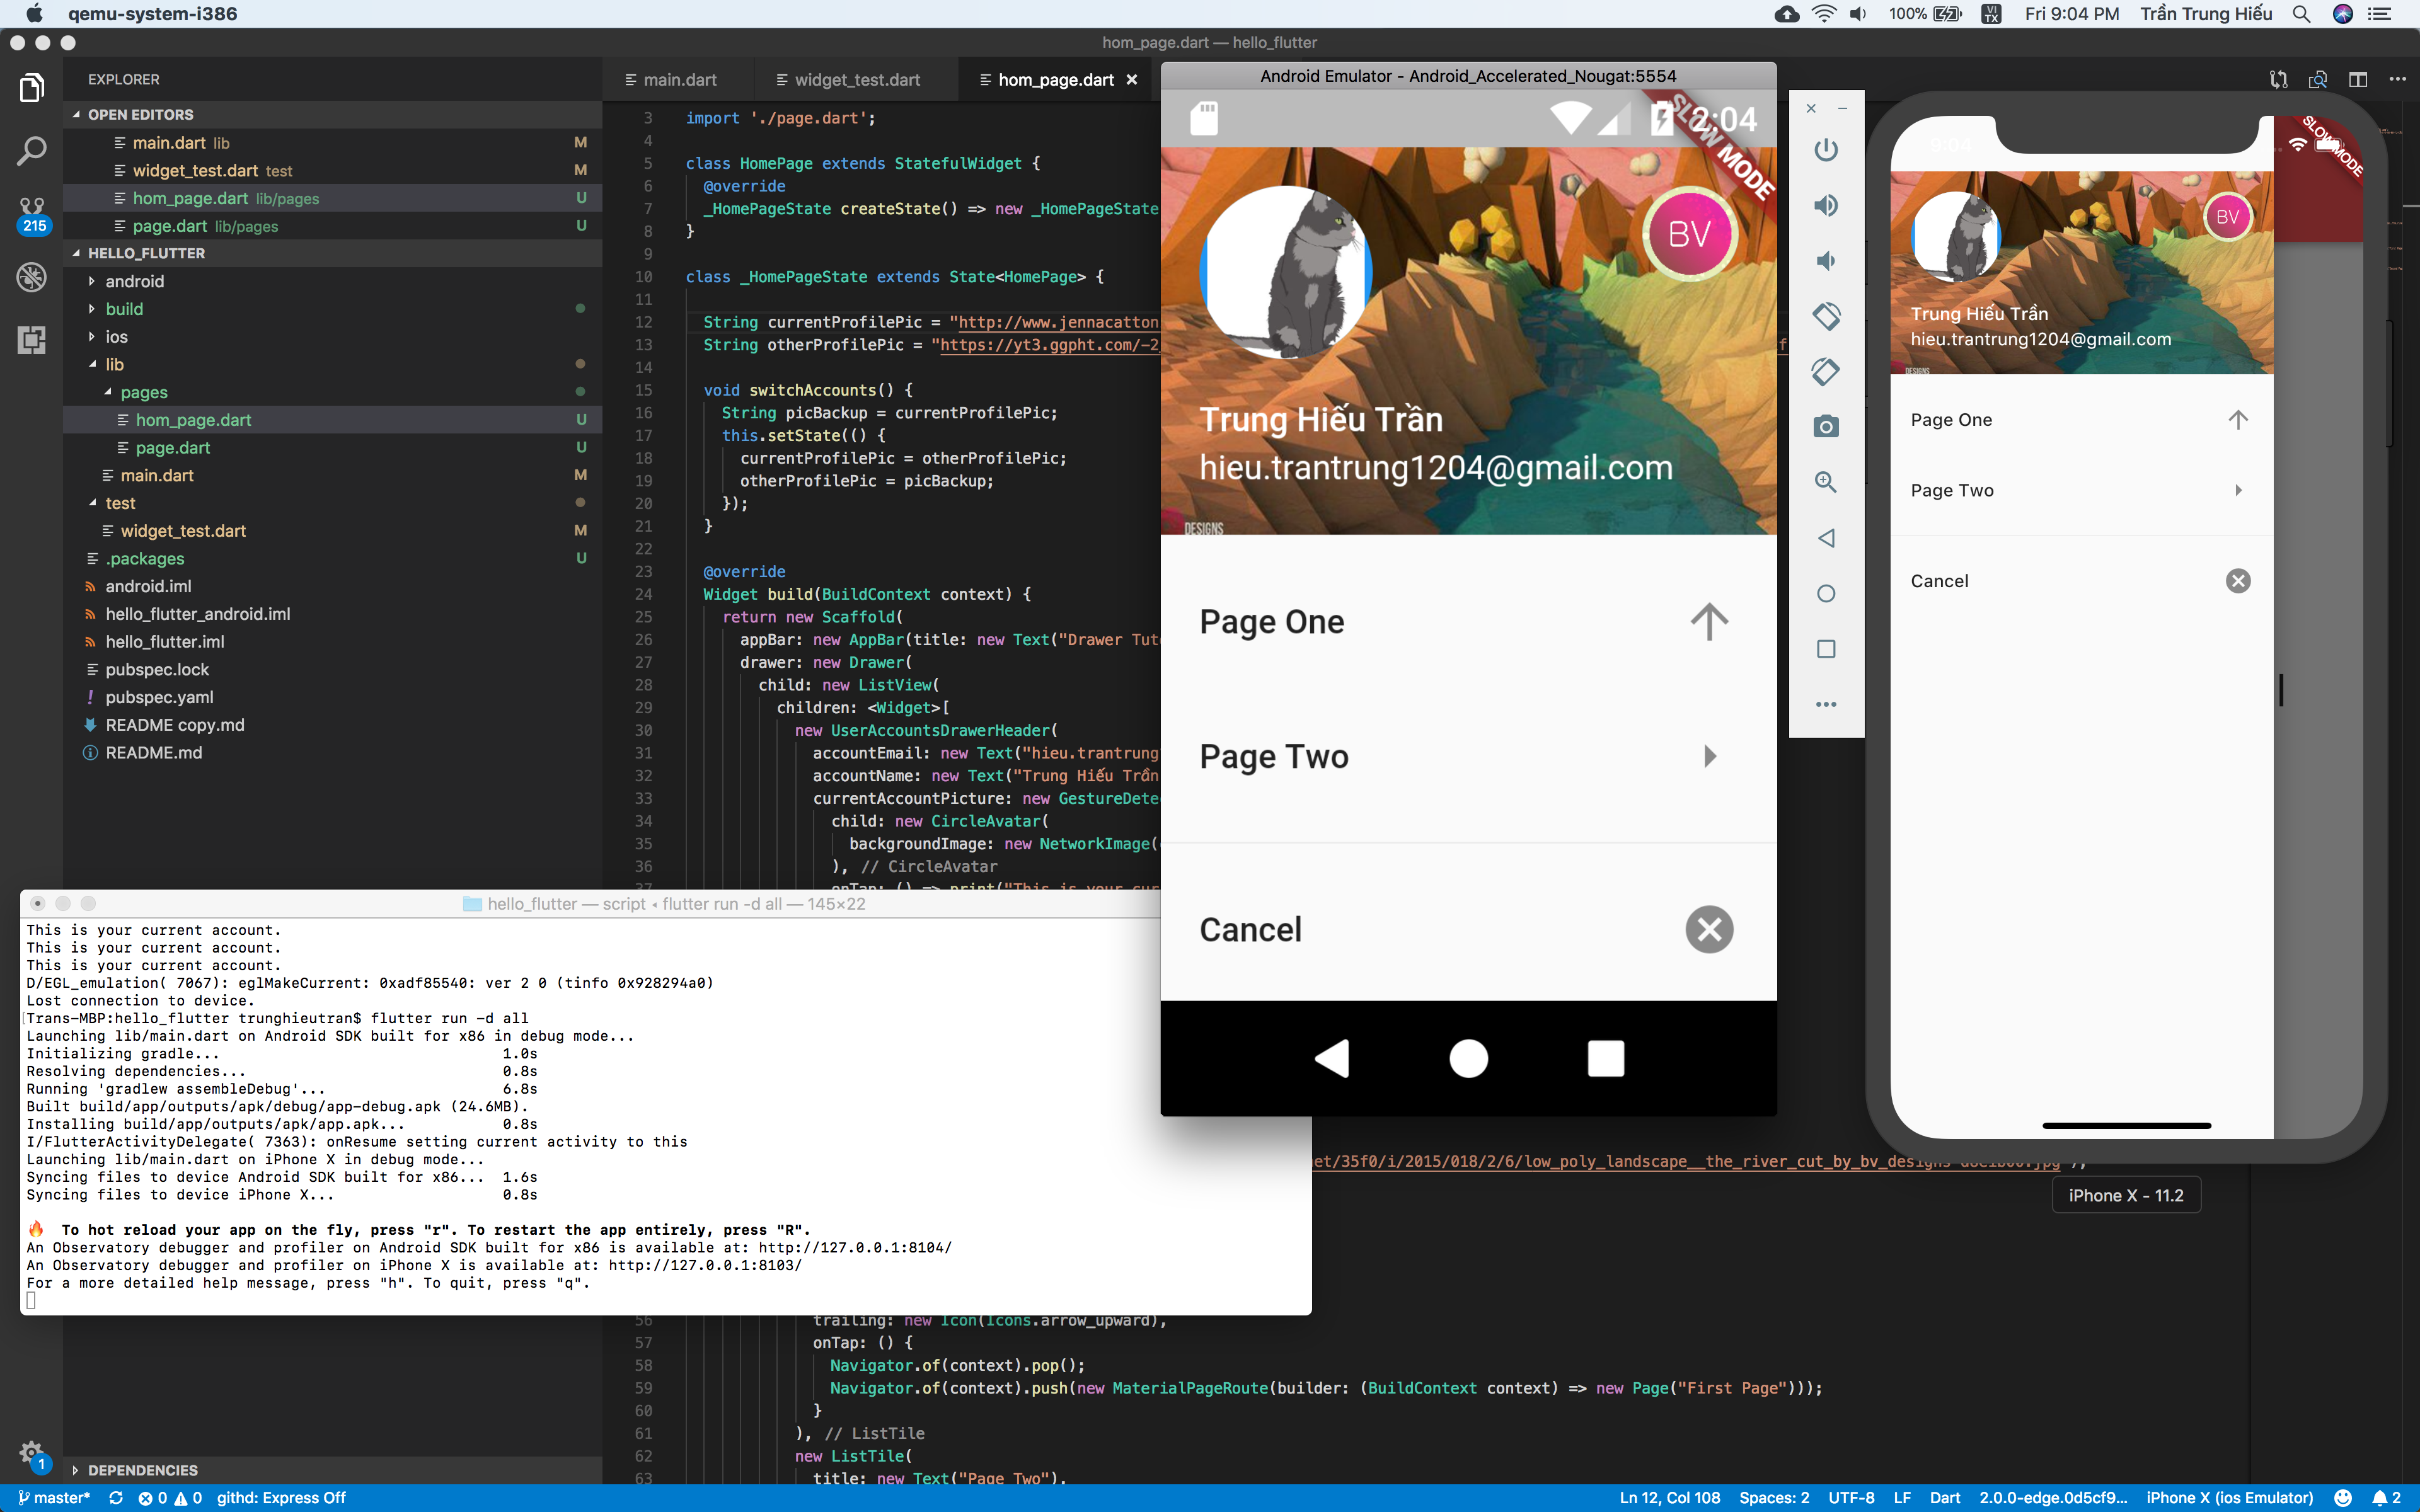 qemu-system-i386
100%
VI
TX
Fri 9:04 PM
Trần Trung Hiếu
hom_page.dart — hello_flutter
EXPLORER
OPEN EDITORS
main.dart lib M
widget_test.dart test M
hom_page.dart lib/pages U
page.dart lib/pages U
215
HELLO_FLUTTER
android
build
ios
lib
pages
hom_page.dart U
page.dart U
main.dart M
test
widget_test.dart M
.packages U
android.iml
hello_flutter_android.iml
hello_flutter.iml
pubspec.lock
pubspec.yaml
README copy.md
README.md
DEPENDENCIES
1
main.dart
widget_test.dart
hom_page.dart
3 import './page.dart';
4
5 class HomePage extends StatefulWidget {
6 @override
7 _HomePageState createState() => new _HomePageState
8 }
9
10 class _HomePageState extends State<HomePage> {
11
12 String currentProfilePic = "http://www.jennacatton
13 String otherProfilePic = "https://yt3.ggpht.com/-2
14
15 void switchAccounts() {
16 String picBackup = currentProfilePic;
17 this.setState(() {
18 currentProfilePic = otherProfilePic;
19 otherProfilePic = picBackup;
20 });
21 }
22
23 @override
24 Widget build(BuildContext context) {
25 return new Scaffold(
26 appBar: new AppBar(title: new Text("Drawer Tut
27 drawer: new Drawer(
28 child: new ListView(
29 children: <Widget>[
30 new UserAccountsDrawerHeader(
31 accountEmail: new Text("hieu.trantrung
32 accountName: new Text("Trung Hiếu Trần
33 currentAccountPicture: new GestureDete
34 child: new CircleAvatar(
35 backgroundImage: new NetworkImage(
36 ), // CircleAvatar
37 onTap: () => print("This is your cur
et/35f0/i/2015/018/2/6/low_poly_landscape__the_river_cut_by_bv_designs
56 trailing: new Icon(Icons.arrow_upward),
57 onTap: () {
58 Navigator.of(context).pop();
59 Navigator.of(context).push(new MaterialPageRoute(builder: (BuildContext context) => new Page("First Page")));
60 }
61 ), // ListTile
62 new ListTile(
63 title: new Text("Page Two"),
hello_flutter — script ◂ flutter run -d all — 145×22
This is your current account.
This is your current account.
This is your current account.
D/EGL_emulation( 7067): eglMakeCurrent: 0xadf85540: ver 2 0 (tinfo 0x928294a0)
Lost connection to device.
[Trans-MBP:hello_flutter trunghieutran$ flutter run -d all
Launching lib/main.dart on Android SDK built for x86 in debug mode...
Initializing gradle... 1.0s
Resolving dependencies... 0.8s
Running 'gradlew assembleDebug'... 6.8s
Built build/app/outputs/apk/debug/app-debug.apk (24.6MB).
Installing build/app/outputs/apk/app.apk... 0.8s
I/FlutterActivityDelegate( 7363): onResume setting current activity to this
Launching lib/main.dart on iPhone X in debug mode...
Syncing files to device Android SDK built for x86... 1.6s
Syncing files to device iPhone X... 0.8s
🔥 To hot reload your app on the fly, press "r". To restart the app entirely, press "R".
An Observatory debugger and profiler on Android SDK built for x86 is available at: http://127.0.0.1:8104/
An Observatory debugger and profiler on iPhone X is available at: http://127.0.0.1:8103/
For a more detailed help message, press "h". To quit, press "q".
Android Emulator - Android_Accelerated_Nougat:5554
2:04
SLOW MODE
BV
Trung Hiếu Trần
hieu.trantrung1204@gmail.com
DESIGNS
Page One
Page Two
Cancel
9:04
SLOW MODE
BV
Trung Hiếu Trần
hieu.trantrung1204@gmail.com
DESIGNS
Page One
Page Two
Cancel
iPhone X - 11.2
master* 0 0 githd: Express Off
Ln 12, Col 108 Spaces: 2 UTF-8 LF Dart 2.0.0-edge.0d5cf9... iPhone X (ios Emulator) 2